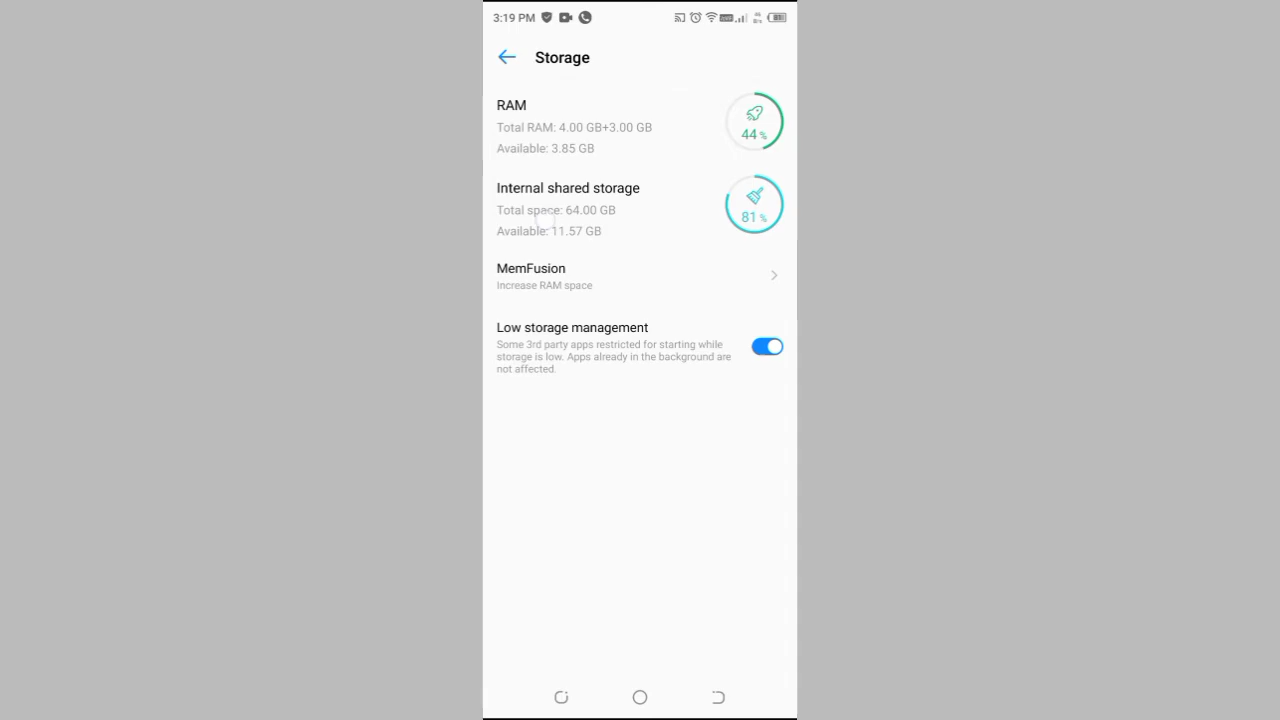 3:19 PM
Storage
RAM
Total RAM: 4.00 GB+3.00 GB
Available: 3.85 GB
44 %
Internal shared storage
Total space: 64.00 GB
Available: 11.57 GB
81 %
MemFusion
Increase RAM space
Low storage management
Some 3rd party apps restricted for starting while
storage is low. Apps already in the background are
not affected.